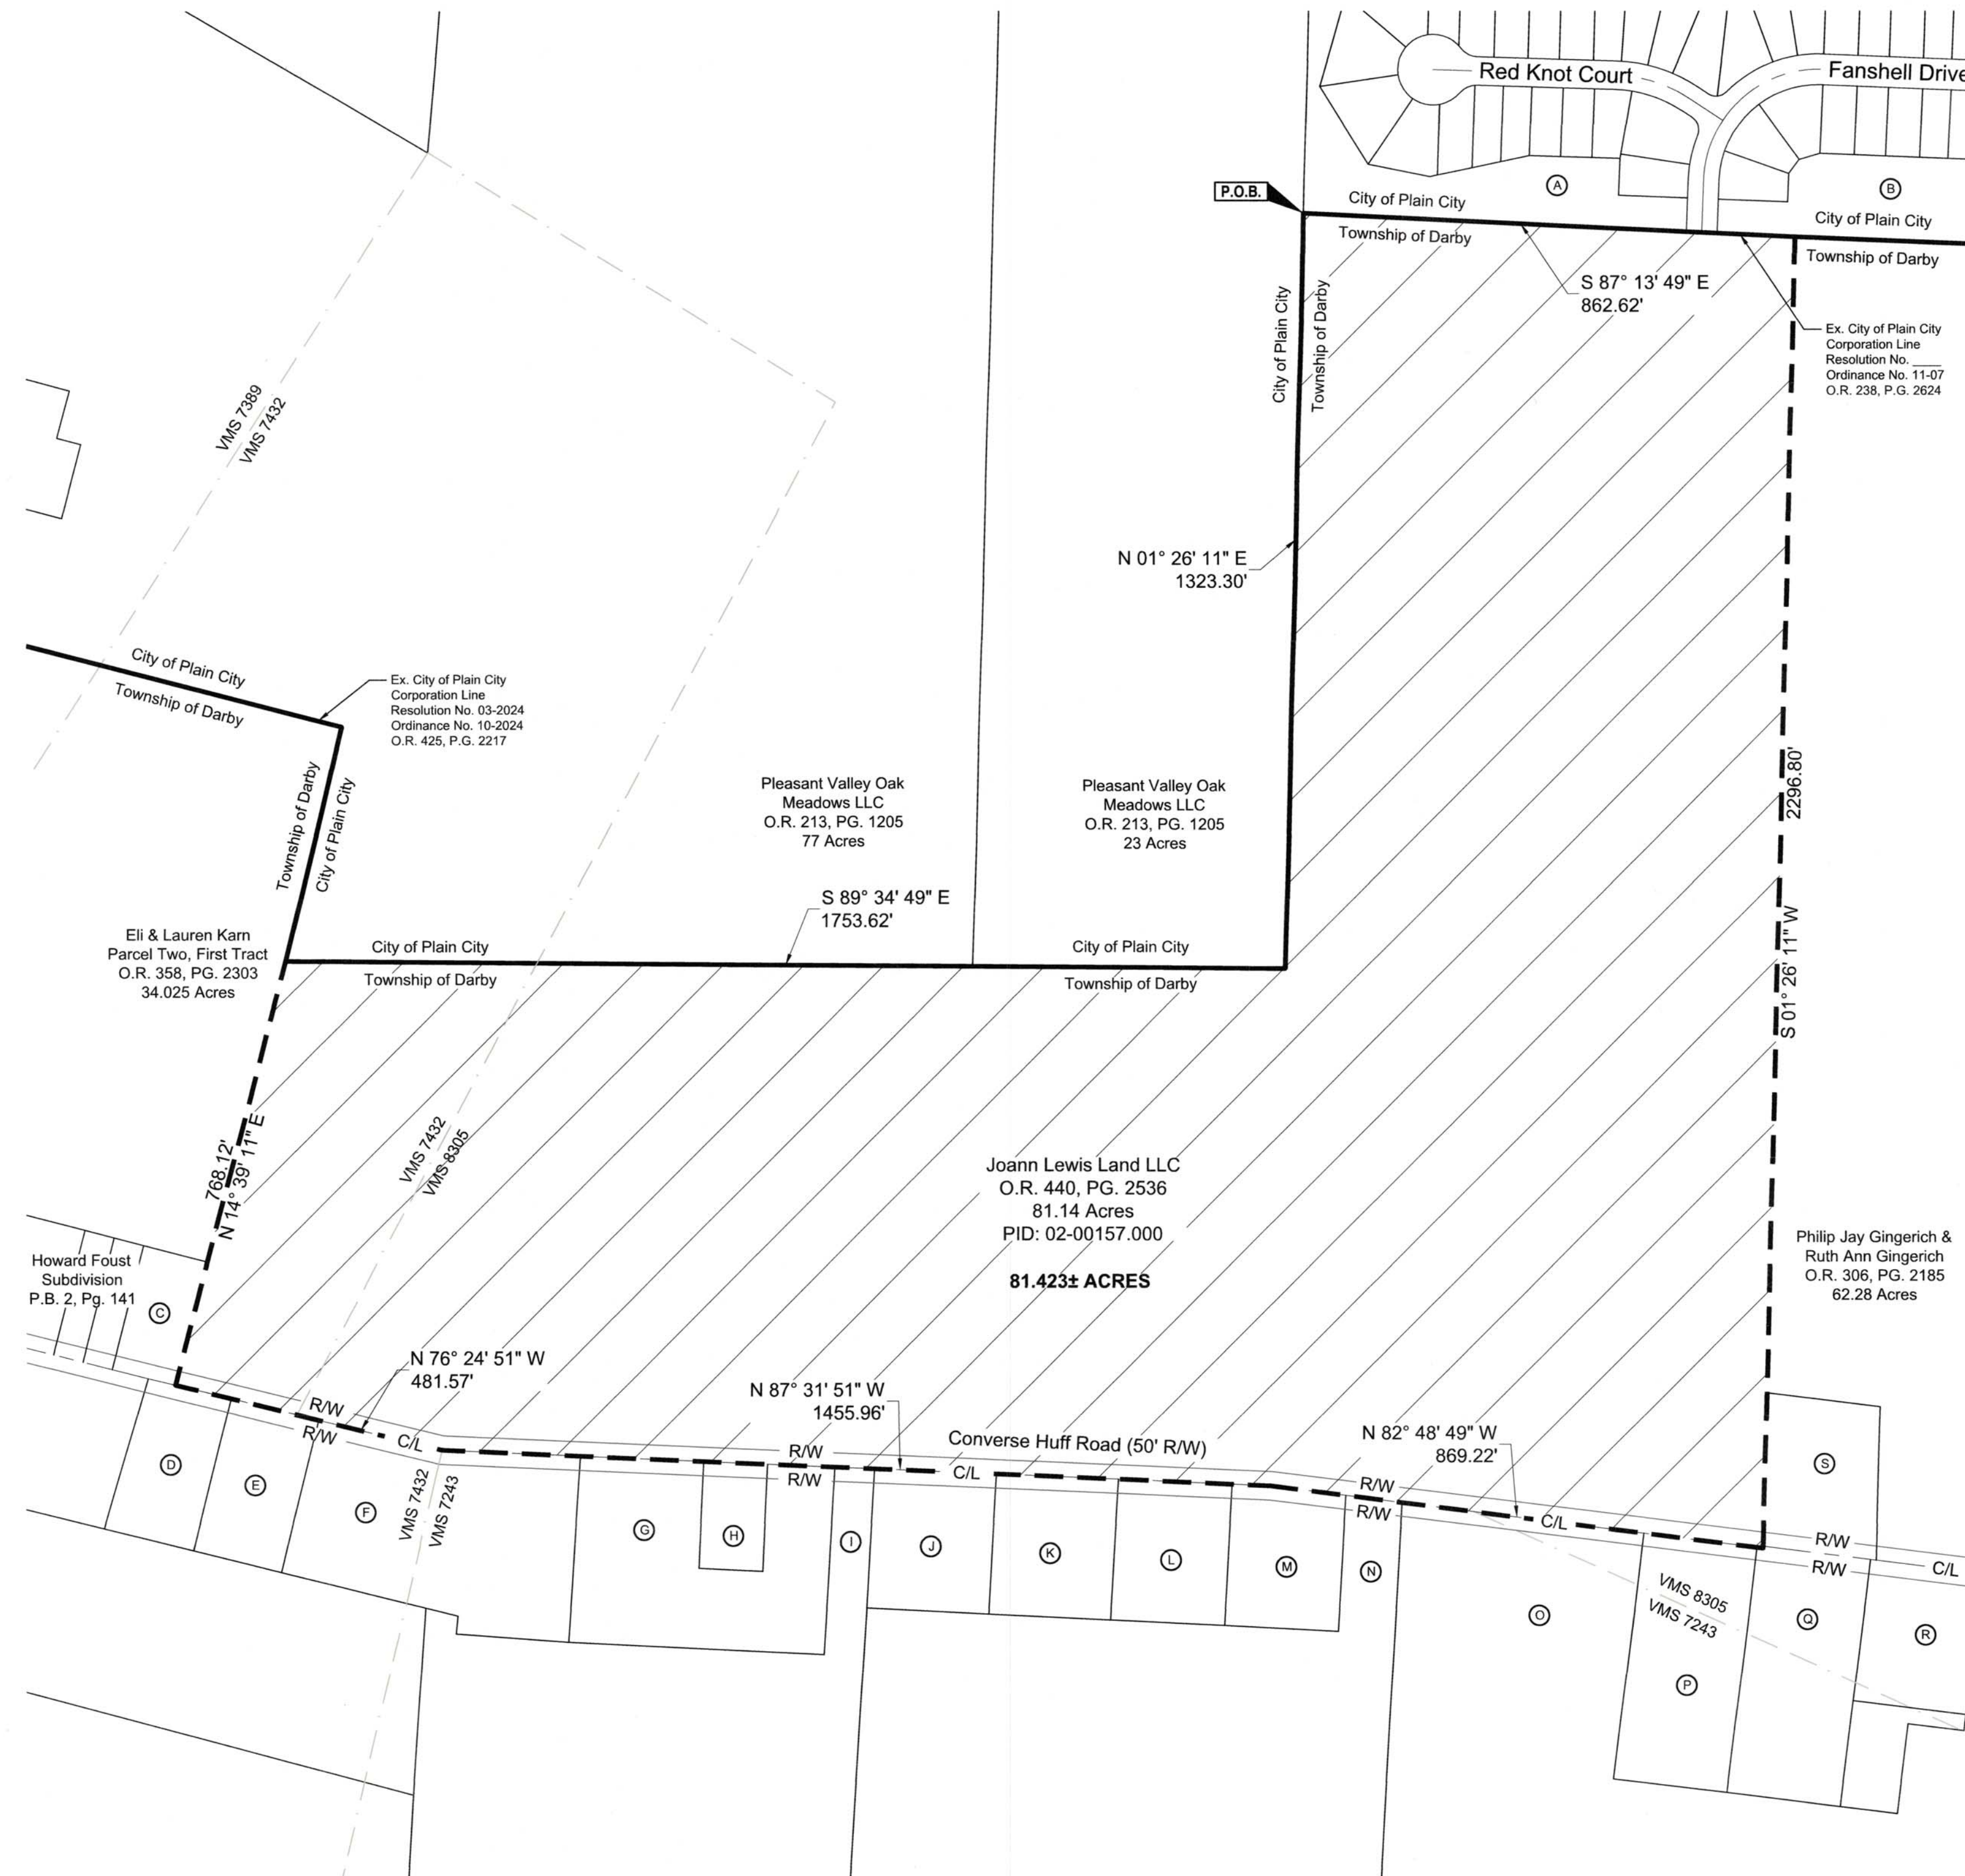 Red Knot Court
Fanshell Drive
P.O.B.
City of Plain City
A
B
City of Plain City
Township of Darby
Township of Darby
S 87° 13' 49" E
862.62'
City of Plain City
Township of Darby
Ex. City of Plain City
Corporation Line
Resolution No. ____
Ordinance No. 11-07
O.R. 238, P.G. 2624
VMS 7389
VMS 7432
N 01° 26' 11" E
1323.30'
City of Plain City
Township of Darby
Ex. City of Plain City
Corporation Line
Resolution No. 03-2024
Ordinance No. 10-2024
O.R. 425, P.G. 2217
Township of Darby
City of Plain City
Pleasant Valley Oak
Meadows LLC
O.R. 213, PG. 1205
77 Acres
Pleasant Valley Oak
Meadows LLC
O.R. 213, PG. 1205
23 Acres
2296.80'
S 01° 26' 11" W
S 89° 34' 49" E
1753.62'
Eli & Lauren Karn
Parcel Two, First Tract
O.R. 358, PG. 2303
34.025 Acres
City of Plain City
Township of Darby
City of Plain City
Township of Darby
768.12'
N 14° 39' 11" E
VMS 7432
VMS 8305
Joann Lewis Land LLC
O.R. 440, PG. 2536
81.14 Acres
PID: 02-00157.000
81.423± ACRES
Philip Jay Gingerich &
Ruth Ann Gingerich
O.R. 306, PG. 2185
62.28 Acres
Howard Foust
Subdivision
P.B. 2, Pg. 141
C
N 76° 24' 51" W
481.57'
N 87° 31' 51" W
1455.96'
Converse Huff Road (50' R/W)
N 82° 48' 49" W
869.22'
R/W
R/W
C/L
R/W
R/W
C/L
R/W
R/W
C/L
R/W
R/W
C/L
D
E
F
VMS 7432
VMS 7243
G
H
I
J
K
L
M
N
O
P
Q
R
S
VMS 8305
VMS 7243